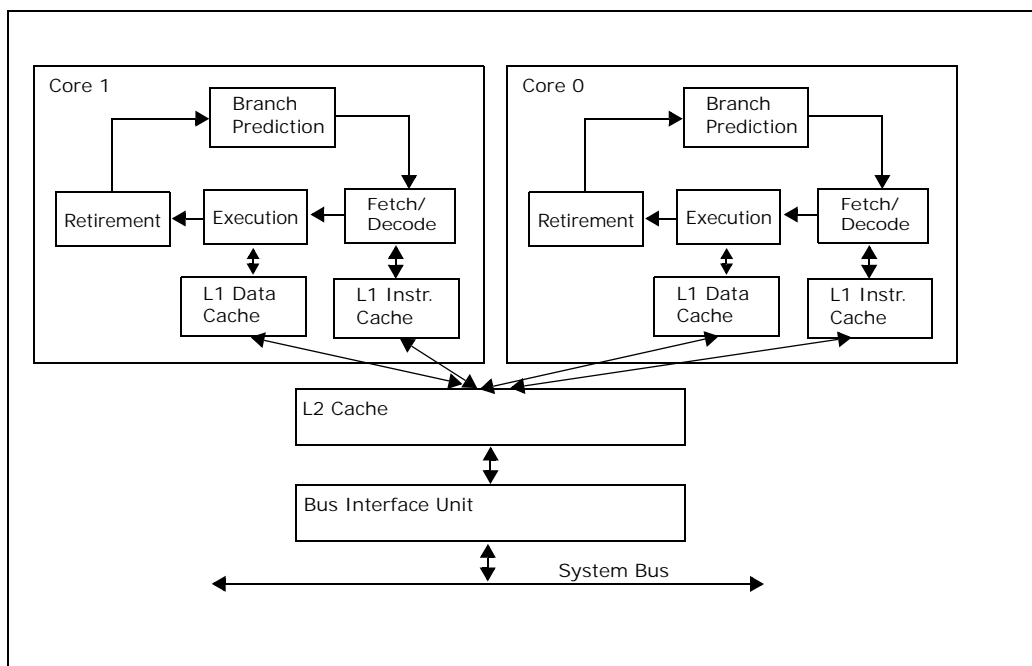 Core 1
Branch
Prediction
Retirement
Execution
Fetch/
Decode
L1 Data
Cache
L1 Instr.
Cache
Core 0
Branch
Prediction
Retirement
Execution
Fetch/
Decode
L1 Data
Cache
L1 Instr.
Cache
L2 Cache
Bus Interface Unit
System Bus